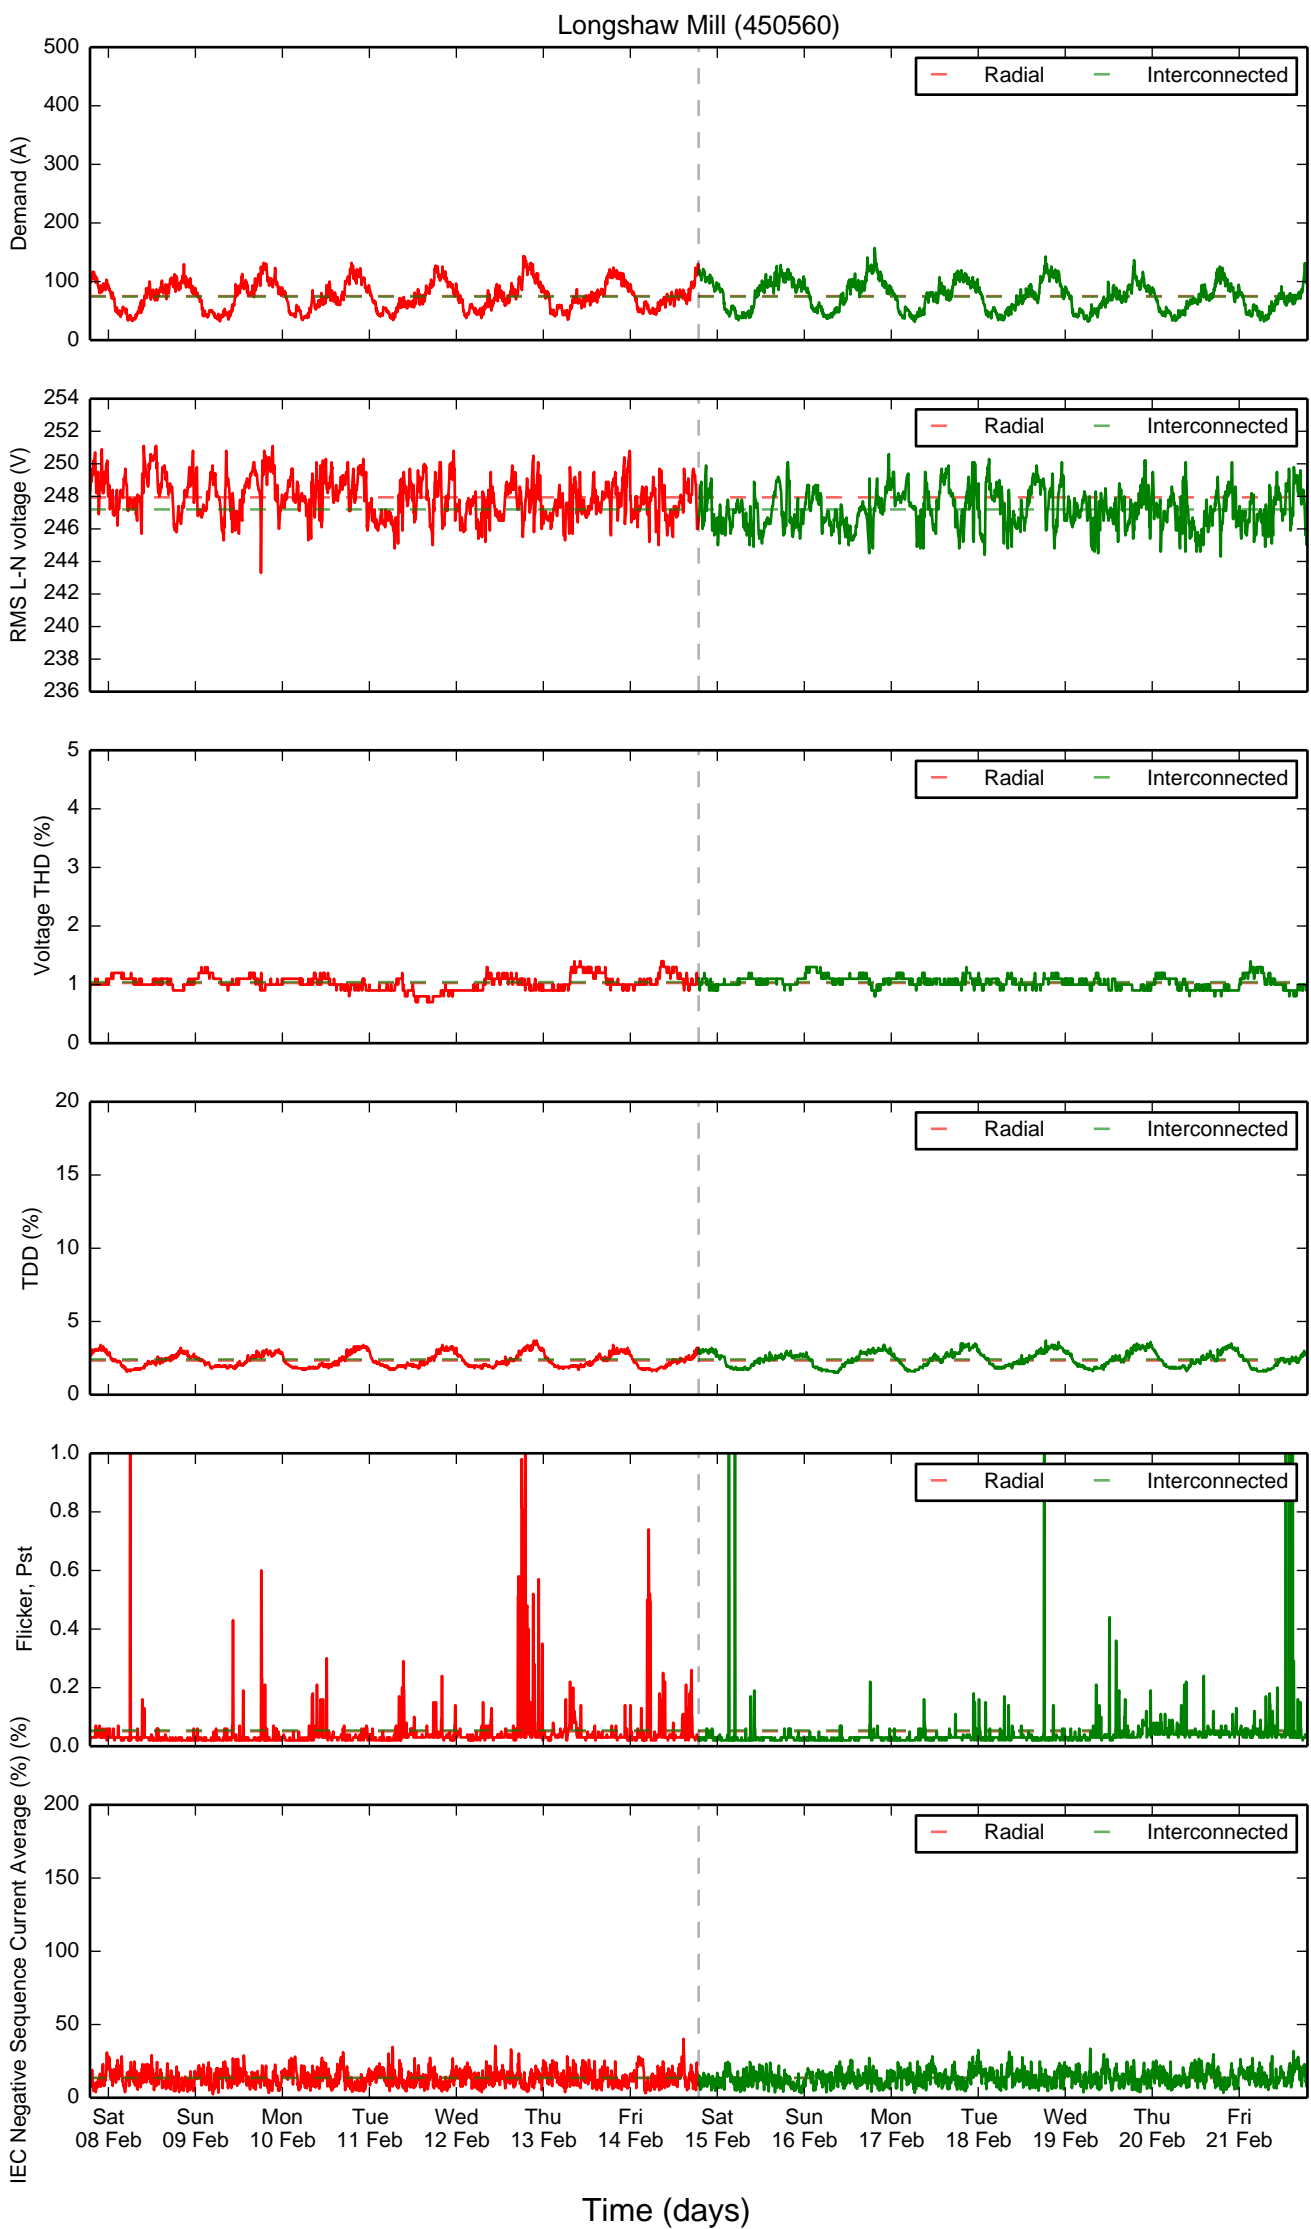 Longshaw Mill (450560)
500
400
300
200
100
0
Demand (A)
Radial Interconnected
254
252
250
248
246
244
242
240
238
236
RMS L-N voltage (V)
Radial Interconnected
5
4
3
2
1
0
Voltage THD (%)
Radial Interconnected
20
15
10
5
0
TDD (%)
Radial Interconnected
1.0
0.8
0.6
0.4
0.2
0.0
Flicker, Pst
Radial Interconnected
200
150
100
50
0
IEC Negative Sequence Current Average (%) (%)
Radial Interconnected
Sat Sun Mon Tue Wed Thu Fri Sat Sun Mon Tue Wed Thu Fri
08 Feb 09 Feb 10 Feb 11 Feb 12 Feb 13 Feb 14 Feb 15 Feb 16 Feb 17 Feb 18 Feb 19 Feb 20 Feb 21 Feb
Time (days)